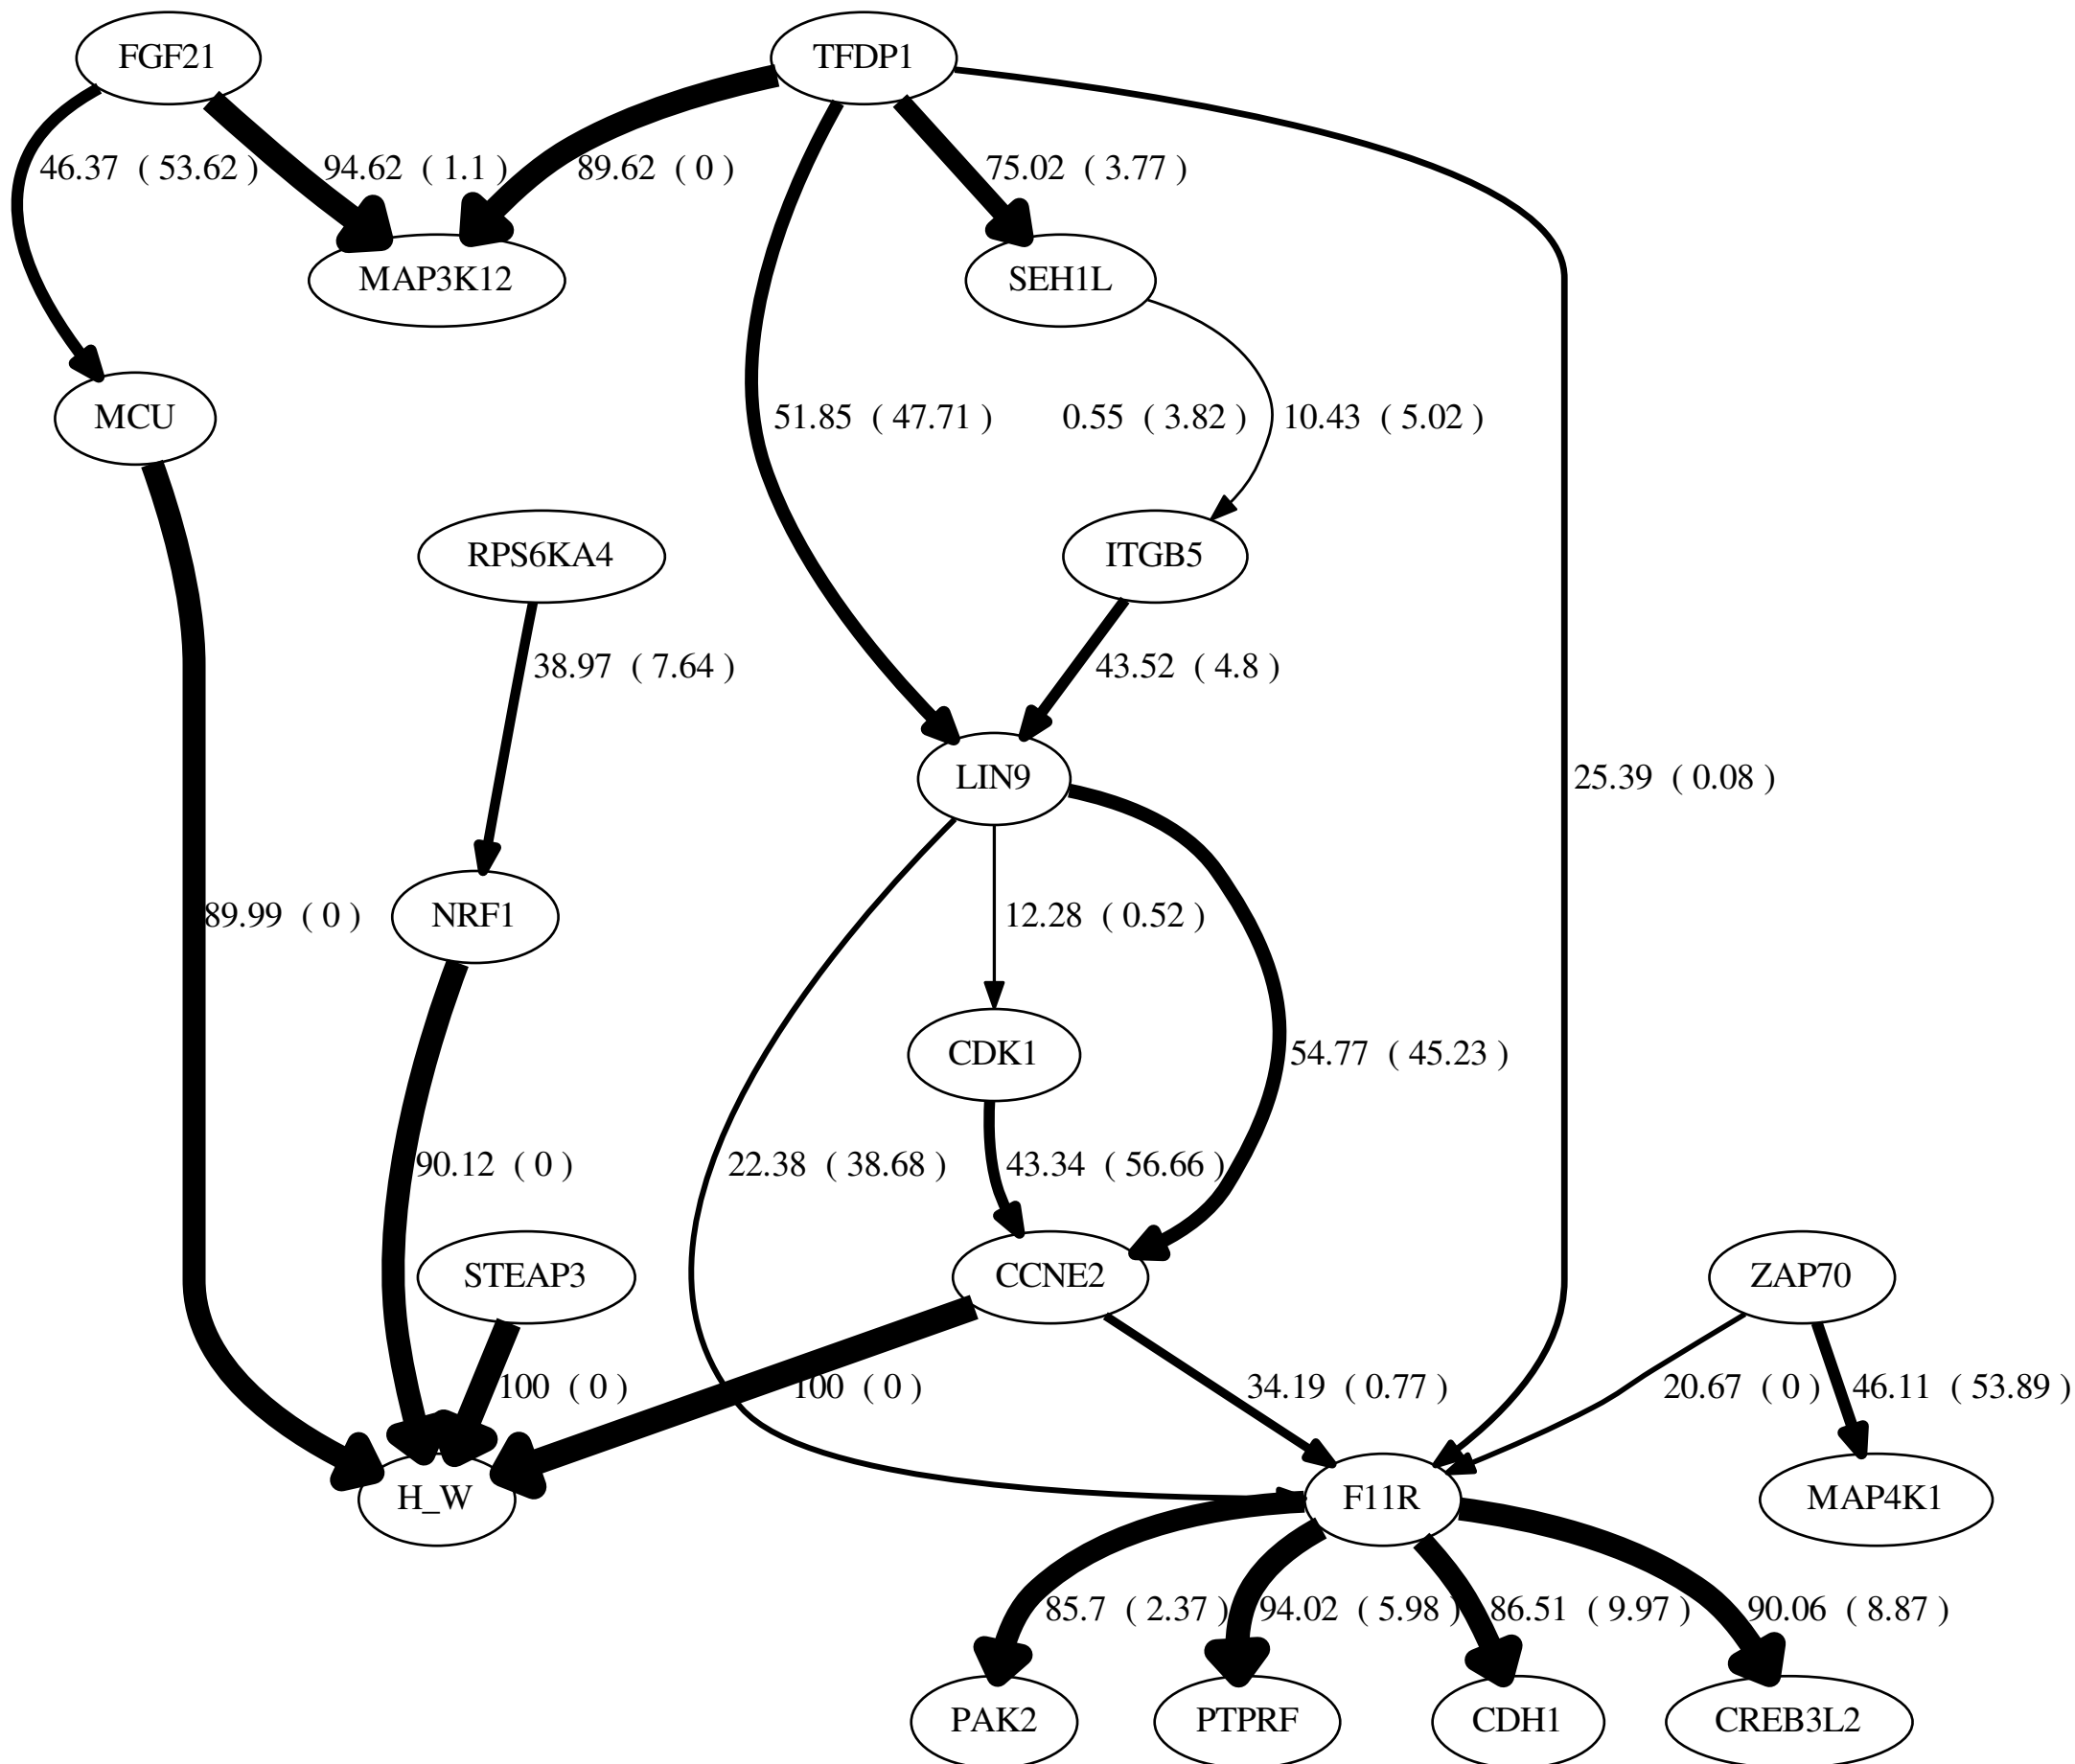 FGF21
TFDP1
46.37 ( 53.62 )
94.62 ( 1.1 )
89.62 ( 0 )
75.02 ( 3.77 )
MAP3K12
SEH1L
MCU
51.85 ( 47.71 )
0.55 ( 3.82 )
10.43 ( 5.02 )
RPS6KA4
ITGB5
38.97 ( 7.64 )
43.52 ( 4.8 )
LIN9
25.39 ( 0.08 )
89.99 ( 0 )
NRF1
12.28 ( 0.52 )
CDK1
54.77 ( 45.23 )
90.12 ( 0 )
22.38 ( 38.68 )
43.34 ( 56.66 )
STEAP3
CCNE2
ZAP70
100 ( 0 )
100 ( 0 )
34.19 ( 0.77 )
20.67 ( 0 )
46.11 ( 53.89 )
H_W
F11R
MAP4K1
85.7 ( 2.37 )
94.02 ( 5.98 )
86.51 ( 9.97 )
90.06 ( 8.87 )
PAK2
PTPRF
CDH1
CREB3L2